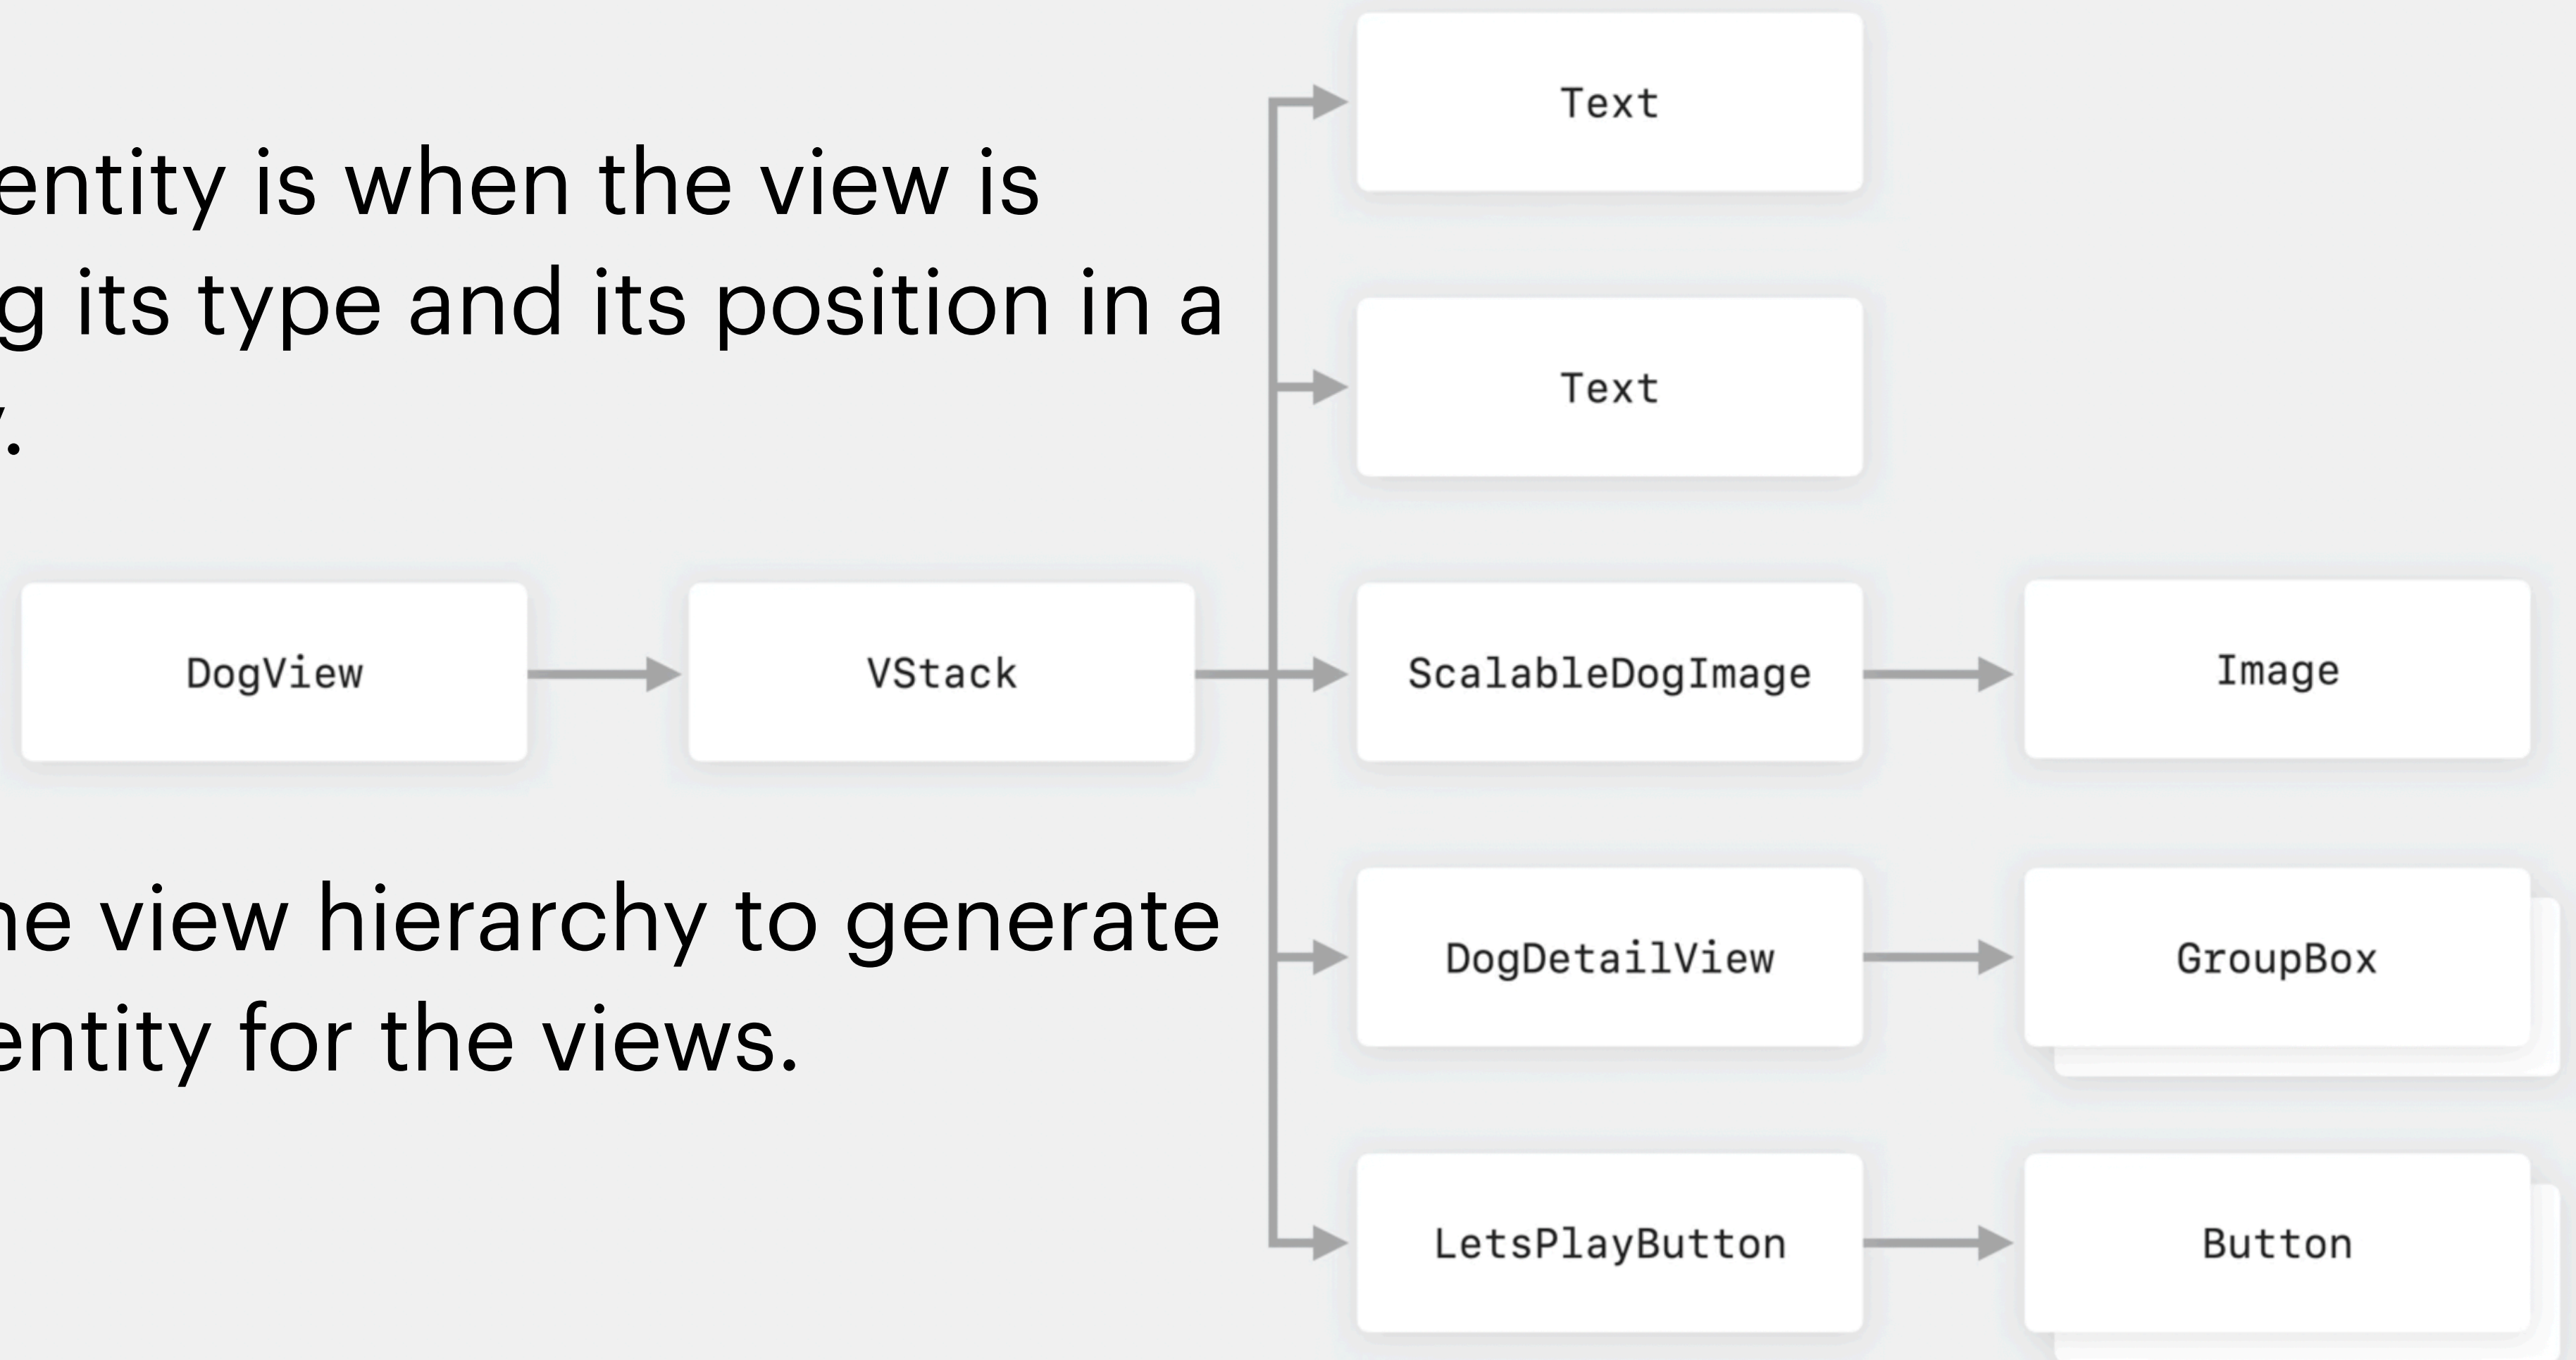 entity is when the view is
g its type and its position in a
y.
he view hierarchy to generate
entity for the views.
Text
Text
DogView
VStack
ScalableDogImage
Image
DogDetailView
GroupBox
LetsPlayButton
Button